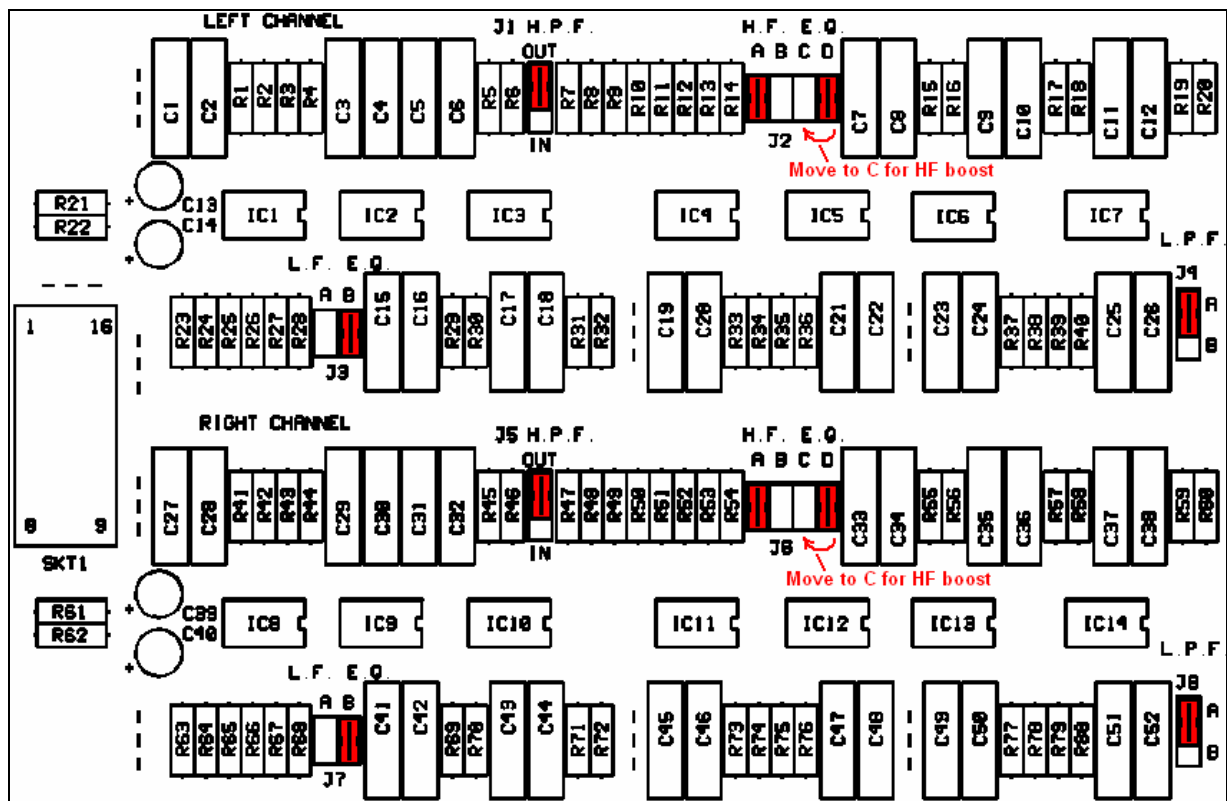 LEFT CHANNEL
J1 H.P.F.
OUT
H.F. E.Q.
A B C D
C1 C2 R1 R2 R3 R4 C3 C4 C5 C6 R5 R6 R7 R8 R9 R10 R11 R12 R13 R14 C7 C8 R15 R16 C9 C10 R17 R18 C11 C12 R19 R20
IN
J2
Move to C for HF boost
R21
R22
+
C13
C14
+
IC1 IC2 IC3 IC4 IC5 IC6 IC7
L.P.F.
J4
A
B
L.F. E.Q.
A B
R23 R24 R25 R26 R27 R28 C15 C16 R29 R30 C17 C18 R31 R32 C19 C20 R33 R34 R35 R36 C21 C22 C23 C24 R37 R38 R39 R40 C25 C26
J3
1 16
8 9
SKT1
RIGHT CHANNEL
J5 H.P.F.
OUT
H.F. E.Q.
A B C D
C27 C28 R41 R42 R43 R44 C29 C30 C31 C32 R45 R46 R47 R48 R49 R50 R51 R52 R53 R54 C33 C34 R55 R56 C35 C36 R57 R58 C37 C38 R59 R60
IN
J6
Move to C for HF boost
R61
R62
+
C39
C40
+
IC8 IC9 IC10 IC11 IC12 IC13 IC14
L.P.F.
J8
A
B
L.F. E.Q.
A B
R63 R64 R65 R66 R67 R68 C41 C42 R69 R70 C43 C44 R71 R72 C45 C46 R73 R74 R75 R76 C47 C48 C49 C50 R77 R78 R79 R80 C51 C52
J7